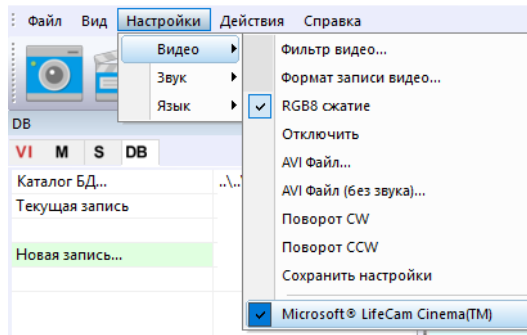 Файл Вид Настройки Действия Справка
Видео
Звук
Язык
Фильтр видео...
Формат записи видео...
RGB8 сжатие
Отключить
AVI Файл...
AVI Файл (без звука)...
Поворот CW
Поворот CCW
Сохранить настройки
Microsoft® LifeCam Cinema(TM)
DB
VI M S DB
Каталог БД... ..\..
Текущая запись
Новая запись...